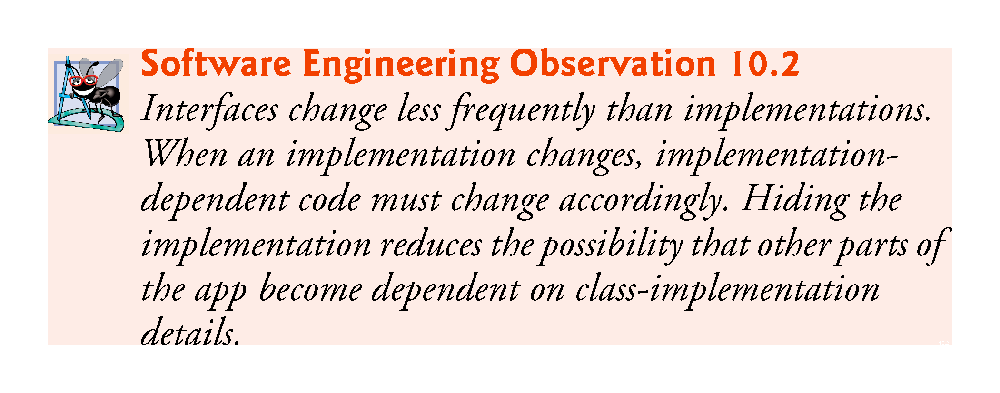 Software Engineering Observation 10.2
Interfaces change less frequently than implementations.
When an implementation changes, implementation-
dependent code must change accordingly. Hiding the
implementation reduces the possibility that other parts of
the app become dependent on class-implementation
details.
10.2